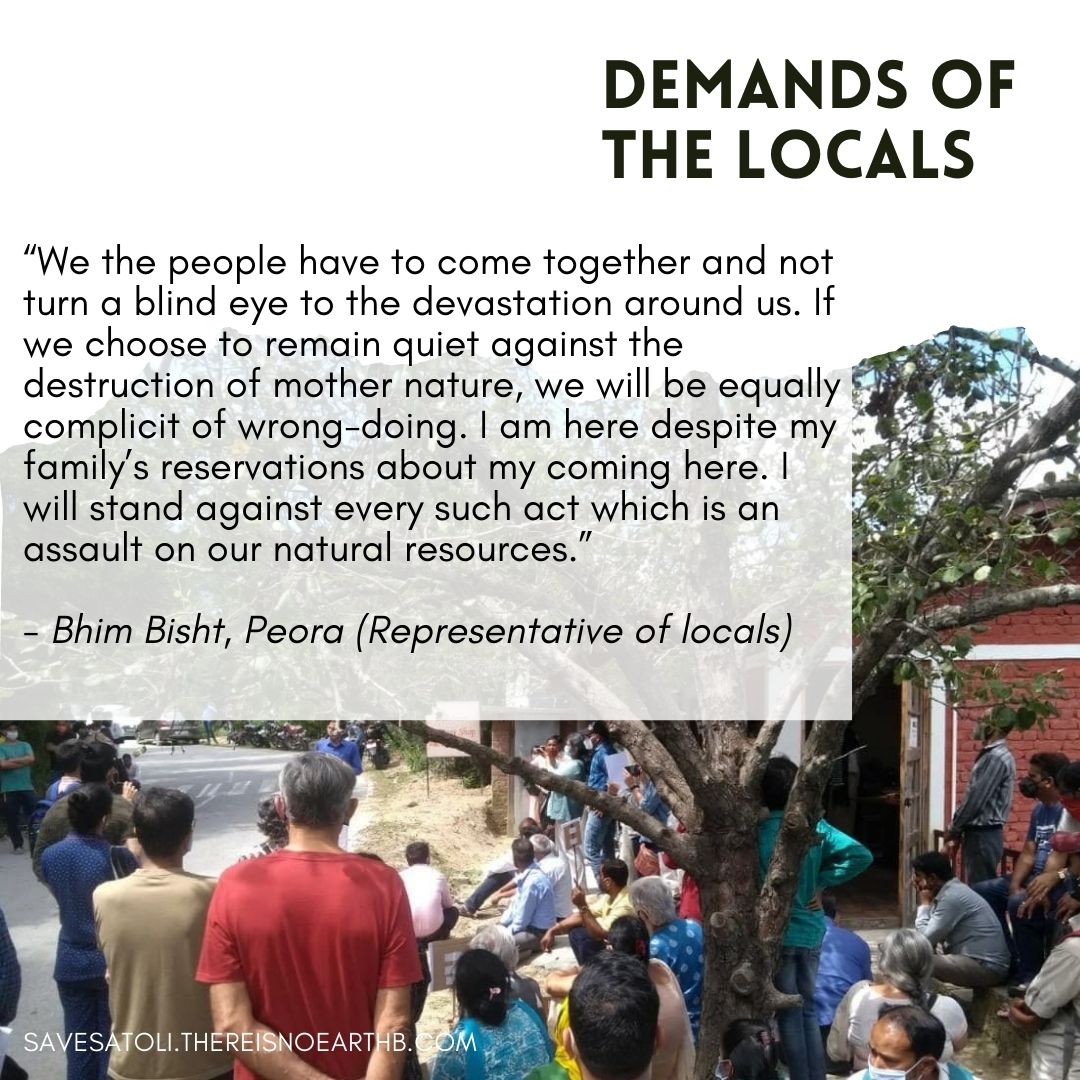 DEMANDS OF
THE LOCALS
“We the people have to come together and not
turn a blind eye to the devastation around us. If
we choose to remain quiet against the
destruction of mother nature, we will be equally
complicit of wrong-doing. I am here despite my
family’s reservations about my coming here. I
will stand against every such act which is an
assault on our natural resources.”
- Bhim Bisht, Peora (Representative of locals)
SAVESATOLI.THEREISNOEARTHB.COM